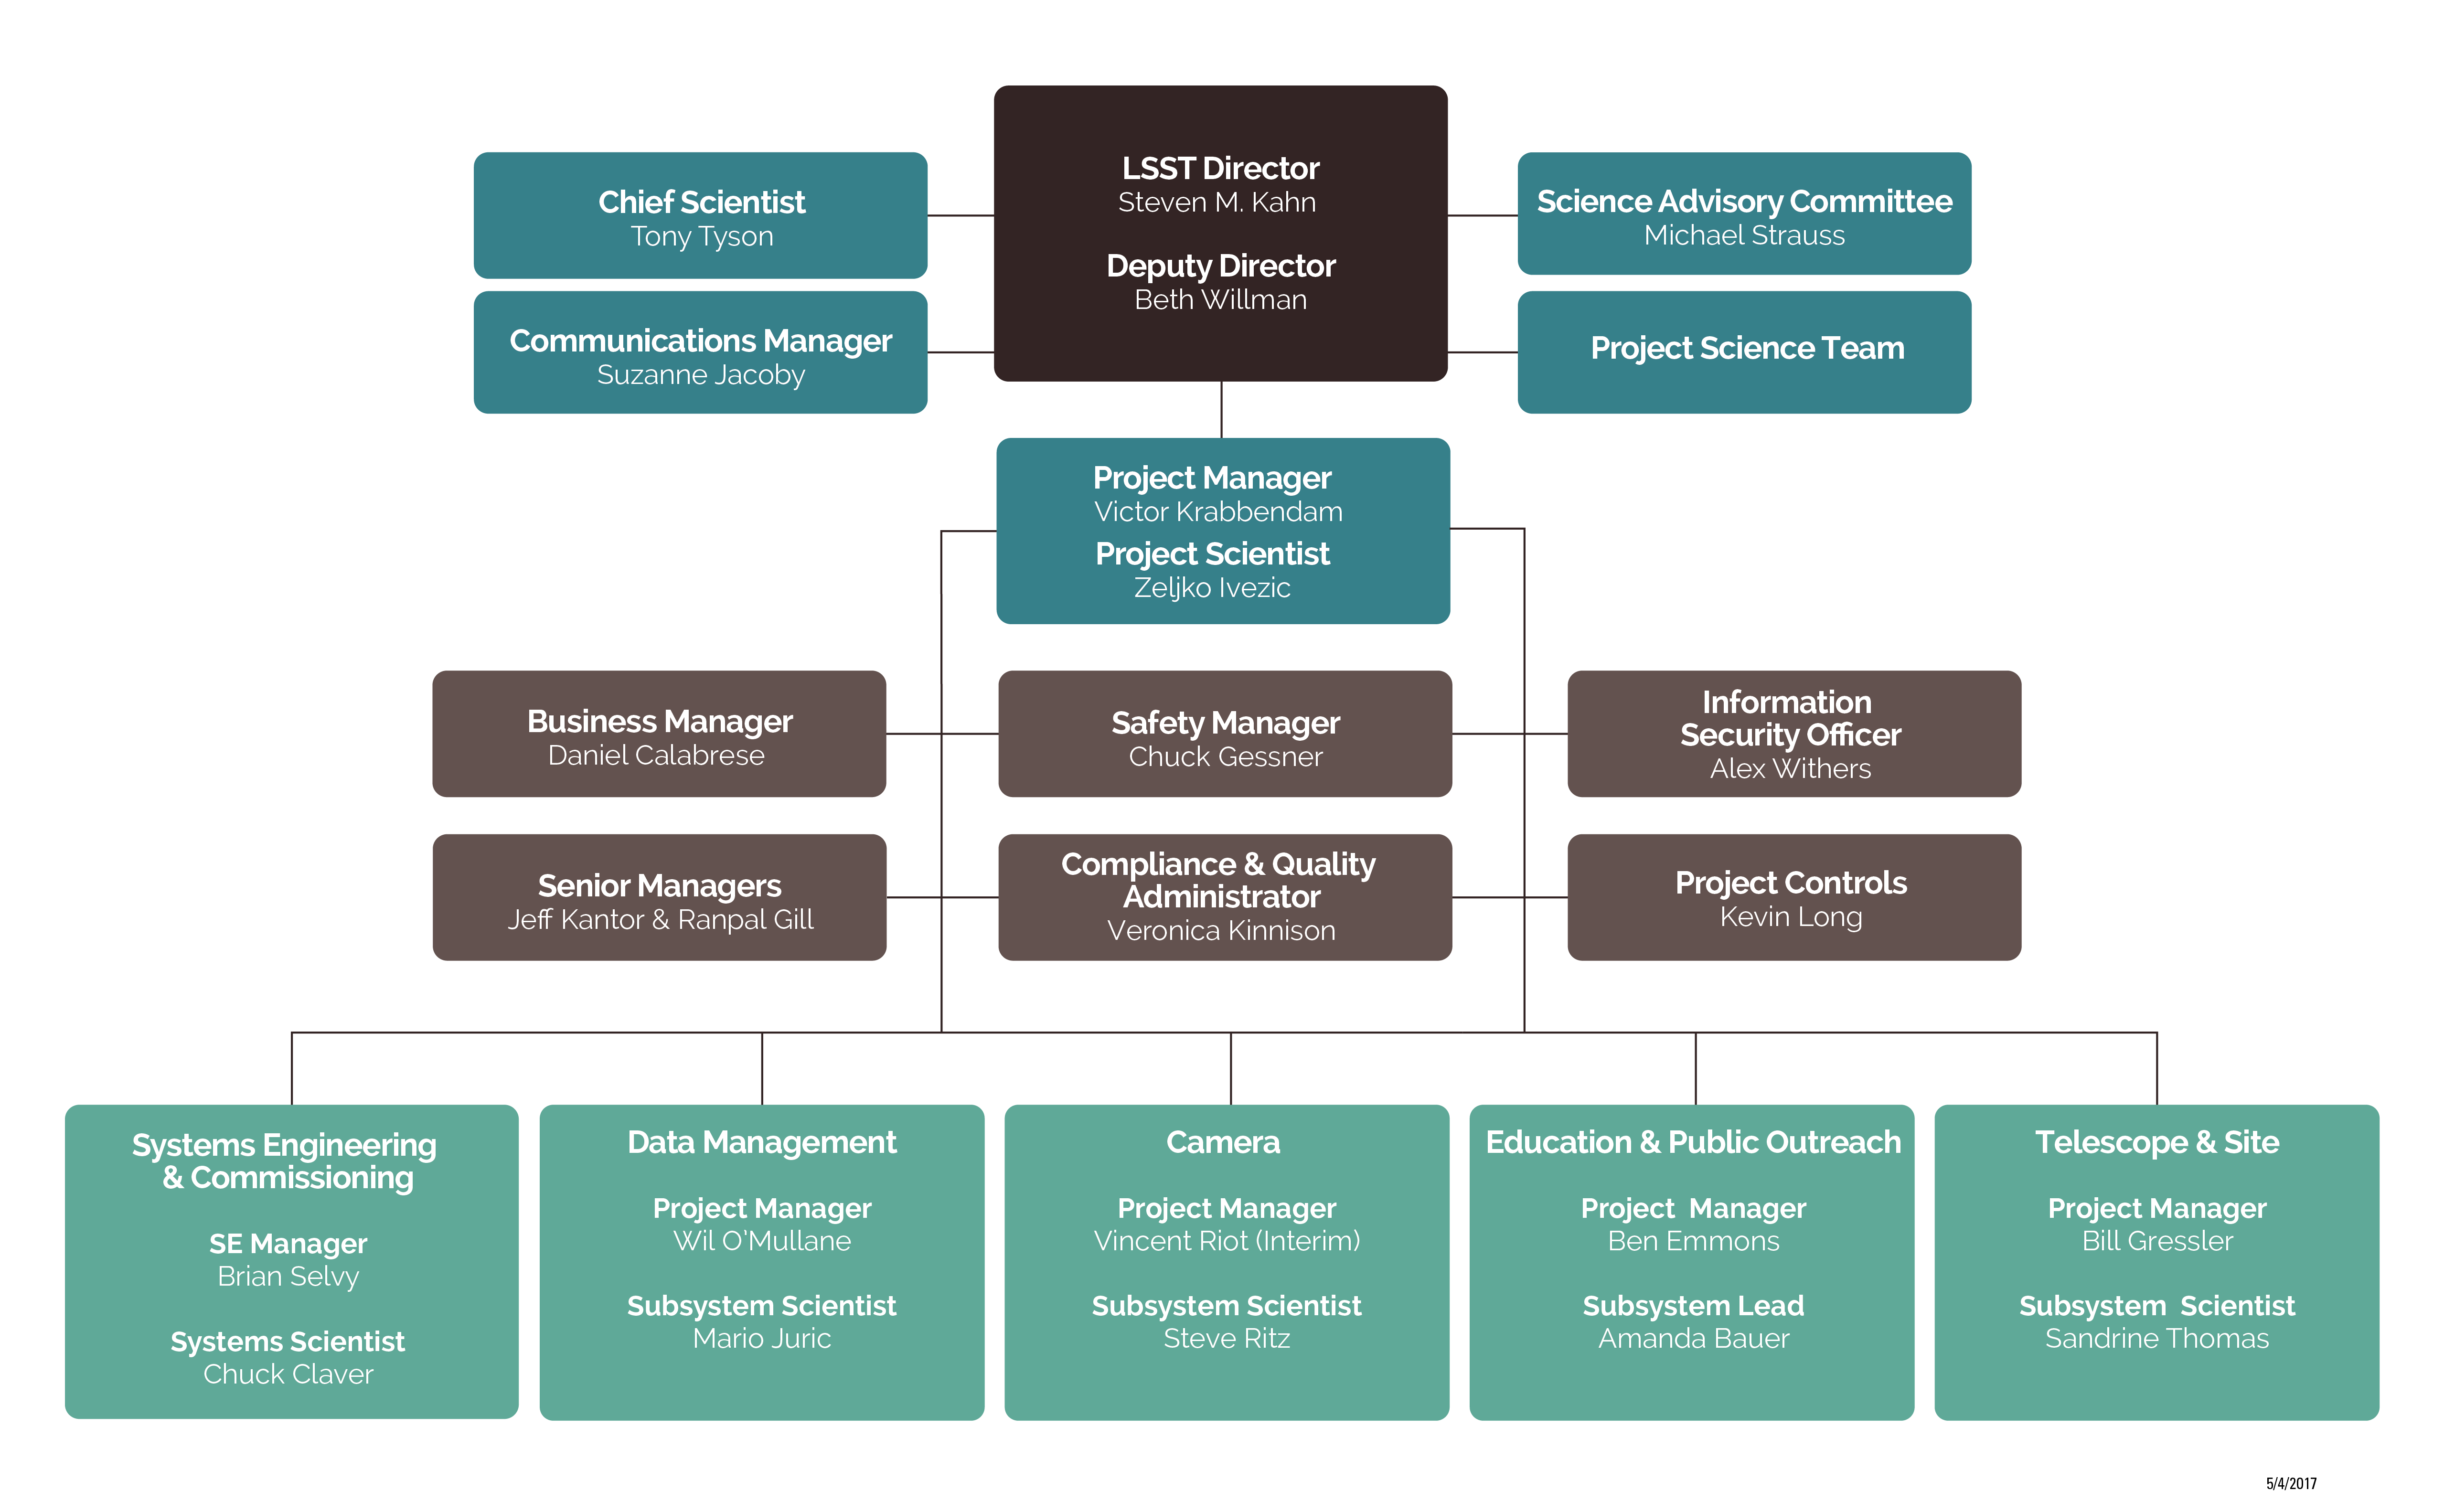 LSST Director
Steven M. Kahn
Deputy Director
Beth Willman
Chief Scientist
Tony Tyson
Communications Manager
Suzanne Jacoby
Science Advisory Committee
Michael Strauss
Project Science Team
Project Manager
Victor Krabbendam
Project Scientist
Zeljko Ivezic
Business Manager
Daniel Calabrese
Safety Manager
Chuck Gessner
Information
Security Officer
Alex Withers
Senior Managers
Jeff Kantor & Ranpal Gill
Compliance & Quality
Administrator
Veronica Kinnison
Project Controls
Kevin Long
Systems Engineering
& Commissioning
SE Manager
Brian Selvy
Systems Scientist
Chuck Claver
Data Management
Project Manager
Wil O'Mullane
Subsystem Scientist
Mario Juric
Camera
Project Manager
Vincent Riot (Interim)
Subsystem Scientist
Steve Ritz
Education & Public Outreach
Project Manager
Ben Emmons
Subsystem Lead
Amanda Bauer
Telescope & Site
Project Manager
Bill Gressler
Subsystem Scientist
Sandrine Thomas
5/4/2017